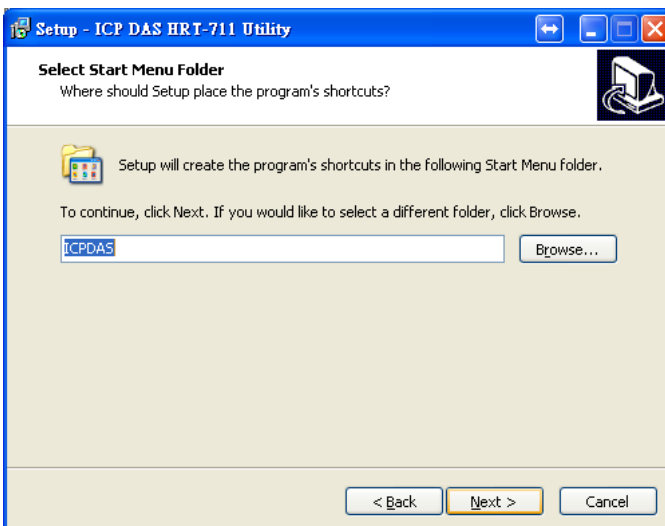 Setup - ICP DAS HRT-711 Utility
Select Start Menu Folder
Where should Setup place the program's shortcuts?
Setup will create the program's shortcuts in the following Start Menu folder.
To continue, click Next. If you would like to select a different folder, click Browse.
ICPDAS
Browse...
< Back
Next >
Cancel